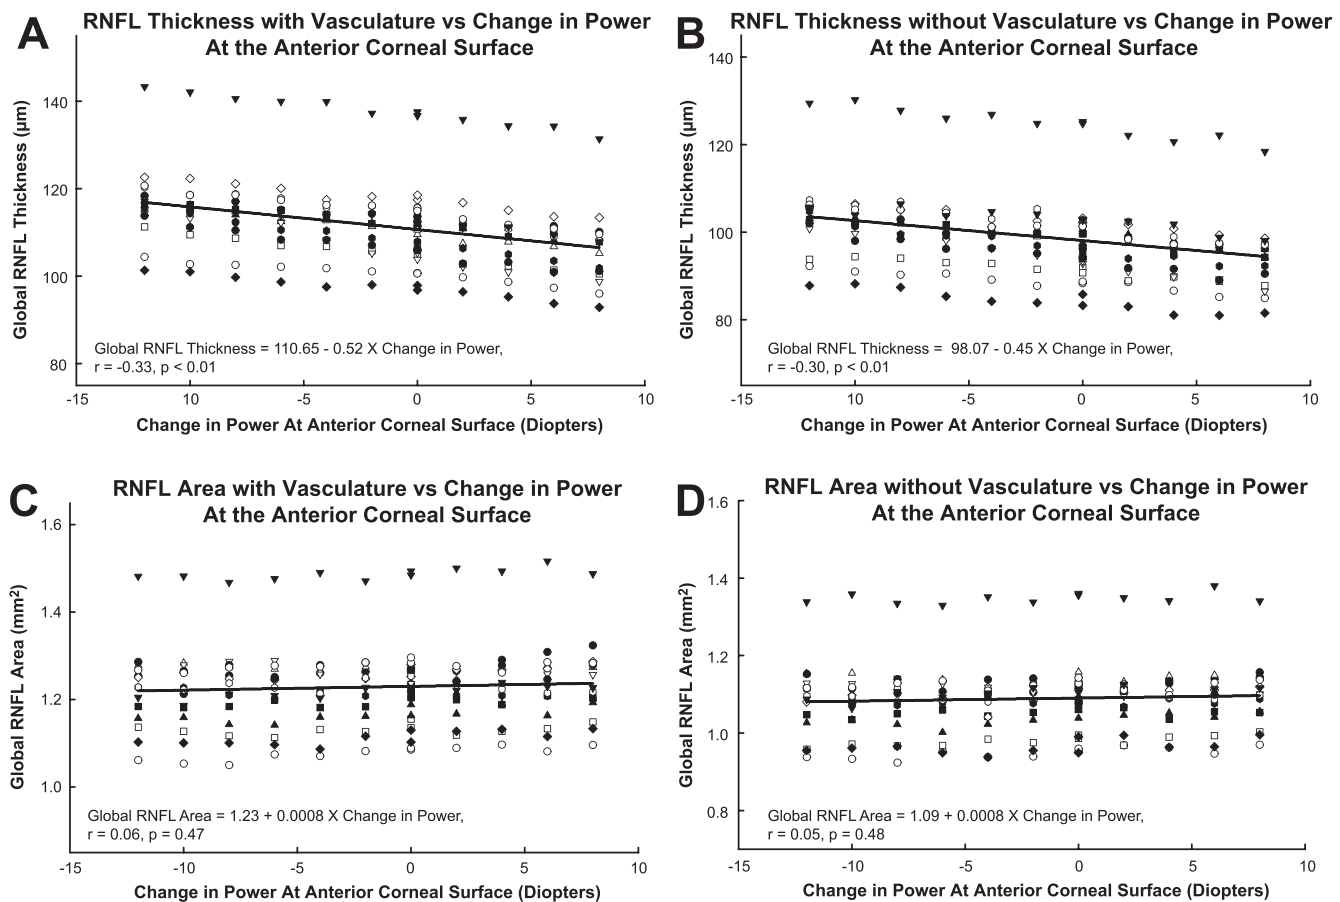 A
RNFL Thickness with Vasculature vs Change in Power
At the Anterior Corneal Surface
Global RNFL Thickness (µm)
140
120
100
80
Global RNFL Thickness = 110.65 - 0.52 X Change in Power,
r = -0.33, p < 0.01
-15 -10 -5 0 5 10
Change in Power At Anterior Corneal Surface (Diopters)
B
RNFL Thickness without Vasculature vs Change in Power
At the Anterior Corneal Surface
Global RNFL Thickness (µm)
140
120
100
80
Global RNFL Thickness = 98.07 - 0.45 X Change in Power,
r = -0.30, p < 0.01
-15 -10 -5 0 5 10
Change in Power At Anterior Corneal Surface (Diopters)
C
RNFL Area with Vasculature vs Change in Power
At the Anterior Corneal Surface
Global RNFL Area (mm2)
1.6
1.4
1.2
1.0
Global RNFL Area = 1.23 + 0.0008 X Change in Power,
r = 0.06, p = 0.47
-15 -10 -5 0 5 10
Change in Power At Anterior Corneal Surface (Diopters)
D
RNFL Area without Vasculature vs Change in Power
At the Anterior Corneal Surface
Global RNFL Area (mm2)
1.6
1.4
1.2
1.0
0.8
Global RNFL Area = 1.09 + 0.0008 X Change in Power,
r = 0.05, p = 0.48
-15 -10 -5 0 5 10
Change in Power At Anterior Corneal Surface (Diopters)